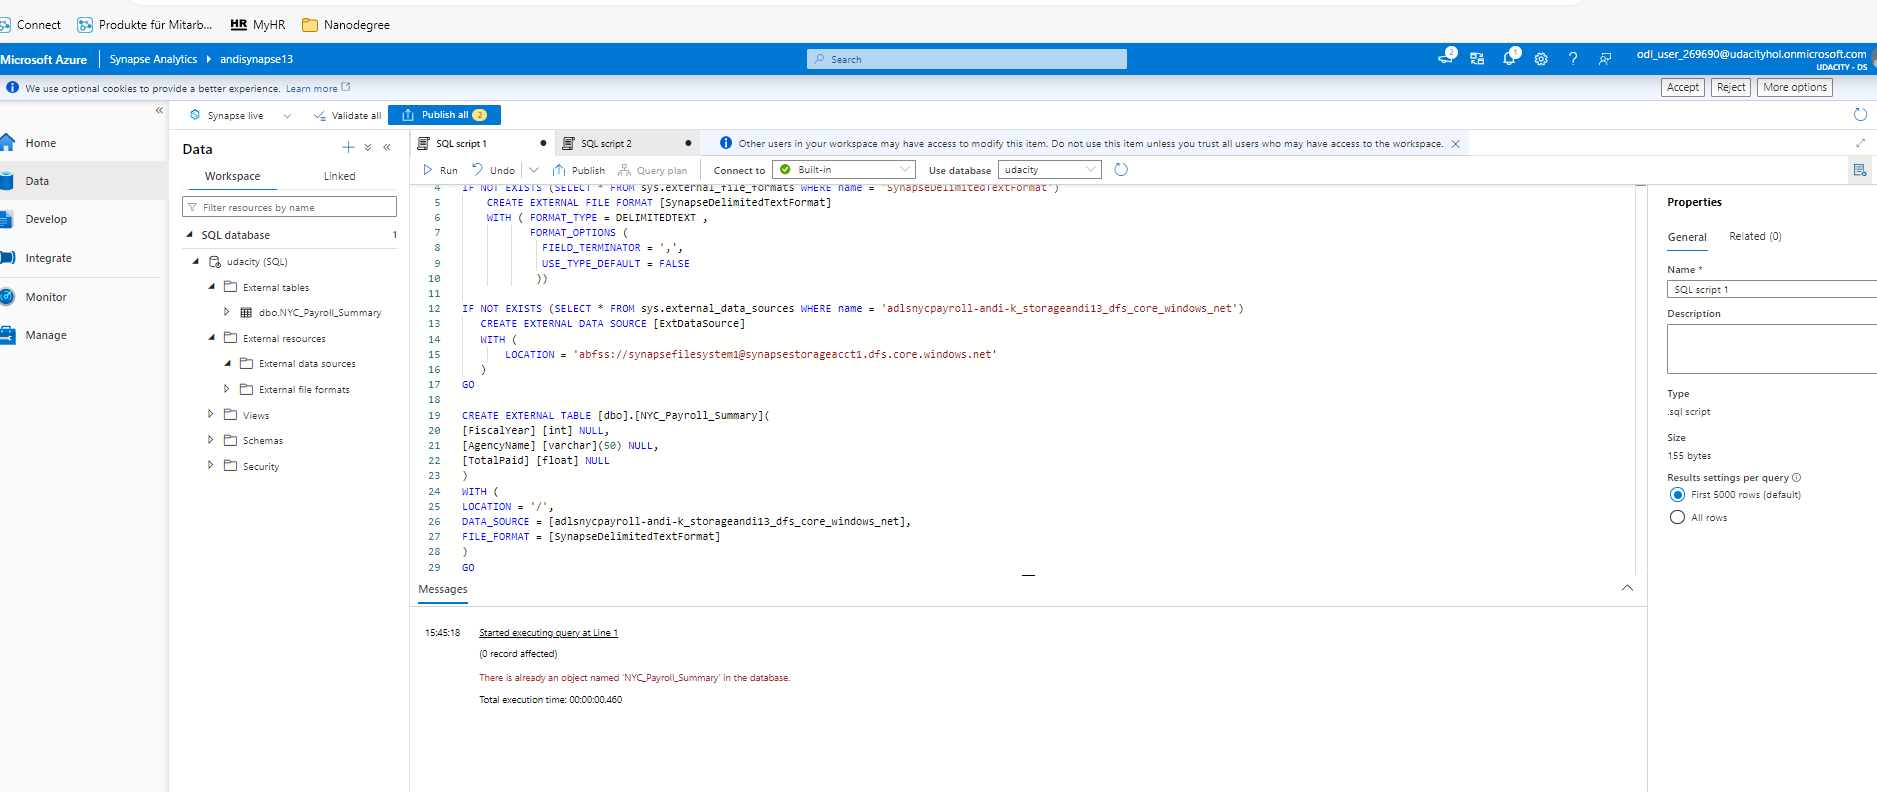 Connect
Produkte für Mitarb...
HR MyHR
Nanodegree
Microsoft Azure
Synapse Analytics
andisynapse13
Search
2
1
odl_user_269690@udacityhol.onmicrosoft.com
UDACITY - DS
We use optional cookies to provide a better experience. Learn more
Accept
Reject
More options
Synapse live
Validate all
Publish all 2
Home
Data
Develop
Integrate
Monitor
Manage
Data
Workspace
Linked
Filter resources by name
SQL database 1
udacity (SQL)
External tables
dbo.NYC_Payroll_Summary
External resources
External data sources
External file formats
Views
Schemas
Security
SQL script 1
SQL script 2
Other users in your workspace may have access to modify this item. Do not use this item unless you trust all users who may have access to the workspace.
Run
Undo
Publish
Query plan
Connect to
Built-in
Use database
udacity
4 IF NOT EXISTS (SELECT * FROM sys.external_file_formats WHERE name = 'SynapseDelimitedTextFormat')
5 CREATE EXTERNAL FILE FORMAT [SynapseDelimitedTextFormat]
6 WITH ( FORMAT_TYPE = DELIMITEDTEXT ,
7 FORMAT_OPTIONS (
8 FIELD_TERMINATOR = ',',
9 USE_TYPE_DEFAULT = FALSE
10 ))
11
12 IF NOT EXISTS (SELECT * FROM sys.external_data_sources WHERE name = 'adlsnycpayroll-andi-k_storageandi13_dfs_core_windows_net')
13 CREATE EXTERNAL DATA SOURCE [ExtDataSource]
14 WITH (
15 LOCATION = 'abfss://synapsefilesystem1@synapsestorageacct1.dfs.core.windows.net'
16 )
17 GO
18
19 CREATE EXTERNAL TABLE [dbo].[NYC_Payroll_Summary](
20 [FiscalYear] [int] NULL,
21 [AgencyName] [varchar](50) NULL,
22 [TotalPaid] [float] NULL
23 )
24 WITH (
25 LOCATION = '/',
26 DATA_SOURCE = [adlsnycpayroll-andi-k_storageandi13_dfs_core_windows_net],
27 FILE_FORMAT = [SynapseDelimitedTextFormat]
28 )
29 GO
Messages
15:45:18 Started executing query at Line 1
(0 record affected)
There is already an object named 'NYC_Payroll_Summary' in the database.
Total execution time: 00:00:00.460
Properties
General
Related (0)
Name *
SQL script 1
Description
Type
.sql script
Size
155 bytes
Results settings per query
First 5000 rows (default)
All rows